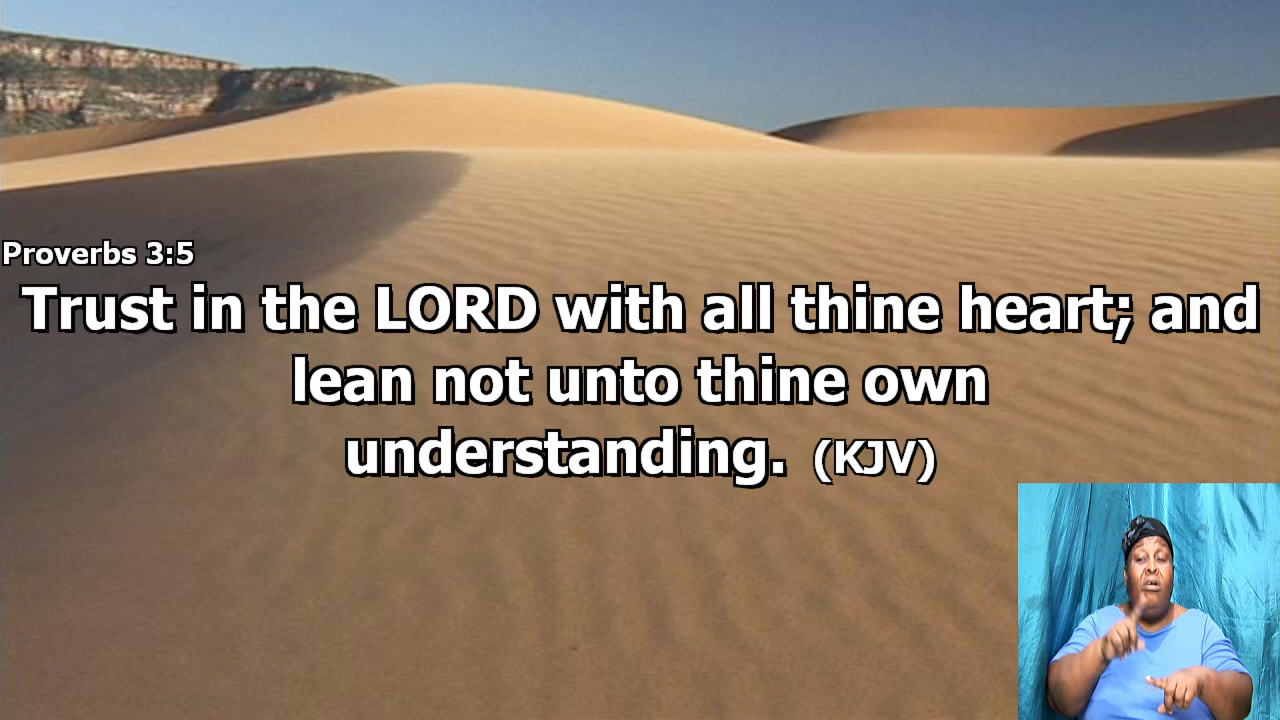 Proverbs 3:5
Trust in the LORD with all thine heart; and
lean not unto thine own
understanding. (KJV)